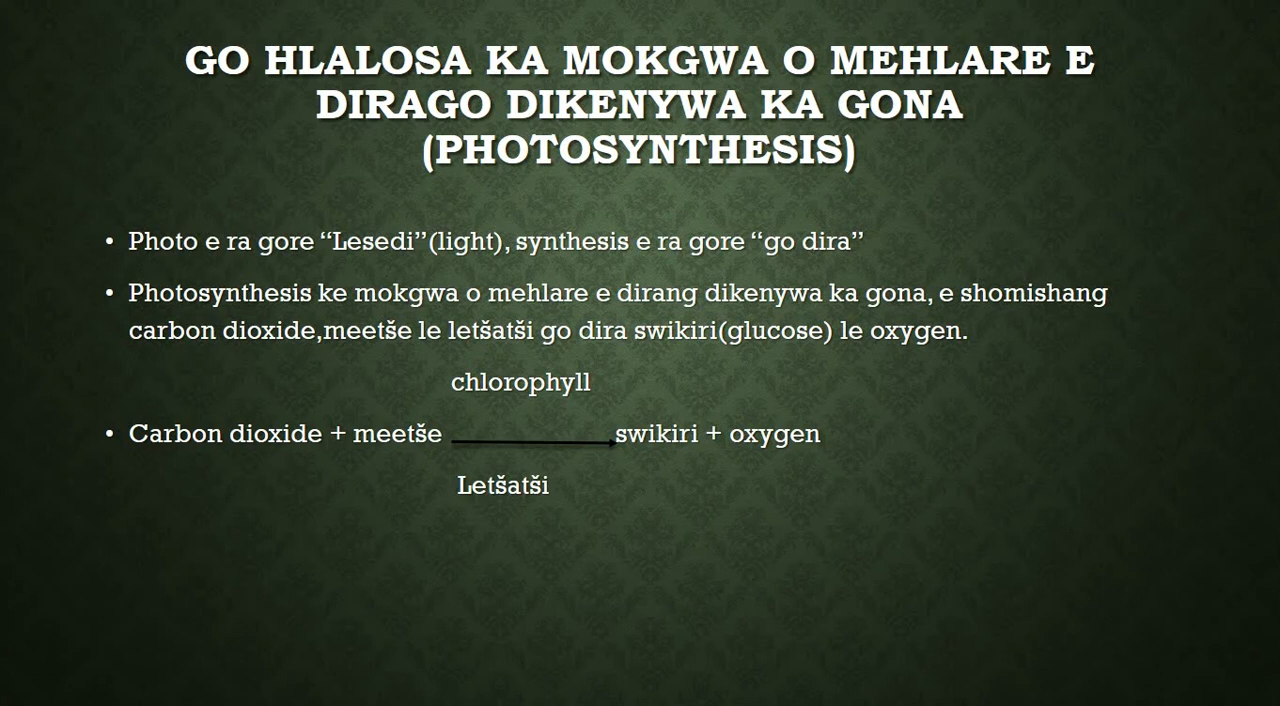 GO HLALOSA KA MOKGWA O MEHLARE E
DIRAGO DIKENYWA KA GONA
(PHOTOSYNTHESIS)
• Photo e ra gore “Lesedi”(light), synthesis e ra gore “go dira”
• Photosynthesis ke mokgwa o mehlare e dirang dikenywa ka gona, e shomishang
carbon dioxide,meetše le letšatši go dira swikiri(glucose) le oxygen.
chlorophyll
• Carbon dioxide + meetše swikiri + oxygen
Letšatši